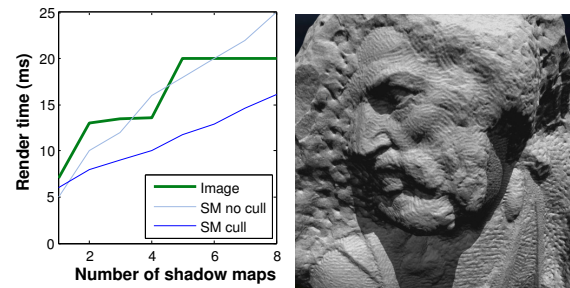 25
20
15
10
5
0
Render time (ms)
Image
SM no cull
SM cull
2 4 6 8
Number of shadow maps